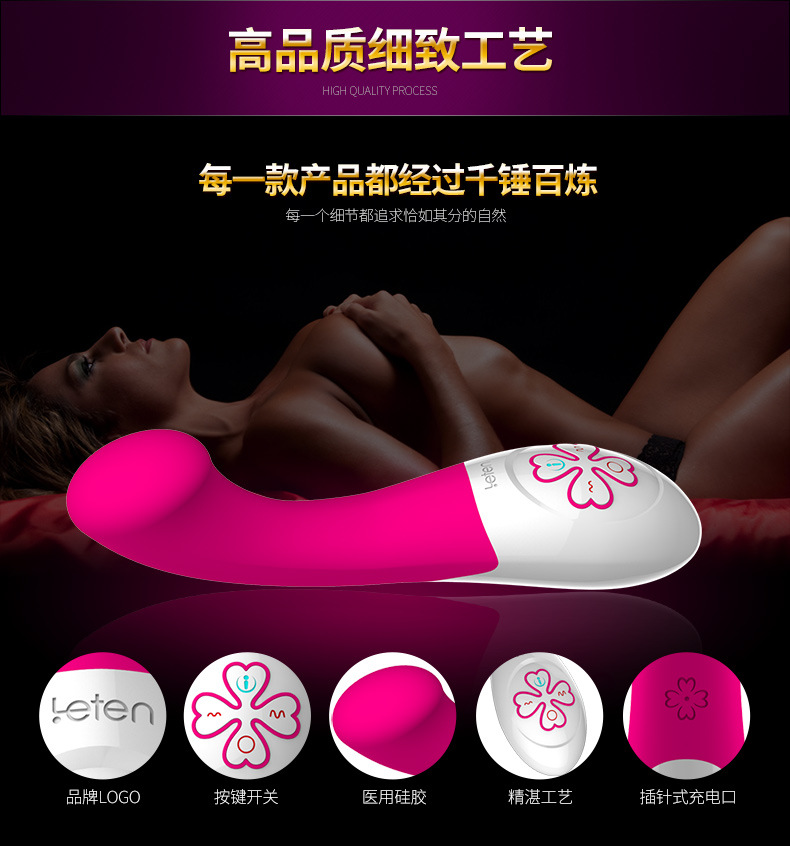 高品质细致工艺
HIGH QUALITY PROCESS
每一款产品都经过千锤百炼
每一个细节都追求恰如其分的自然
leten
leten
品牌LOGO
按键开关
医用硅胶
精湛工艺
插针式充电口